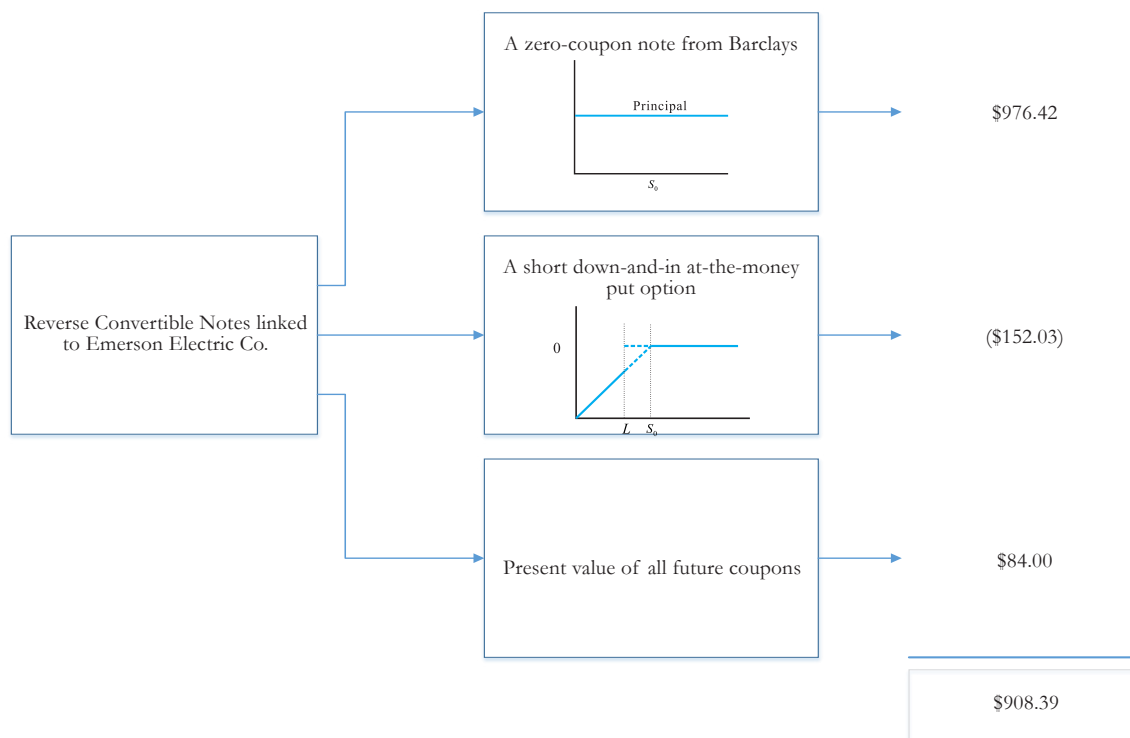 A zero-coupon note from Barclays
Principal
S₀
$976.42
Reverse Convertible Notes linked
to Emerson Electric Co.
A short down-and-in at-the-money
put option
0
L S₀
($152.03)
Present value of all future coupons
$84.00
$908.39